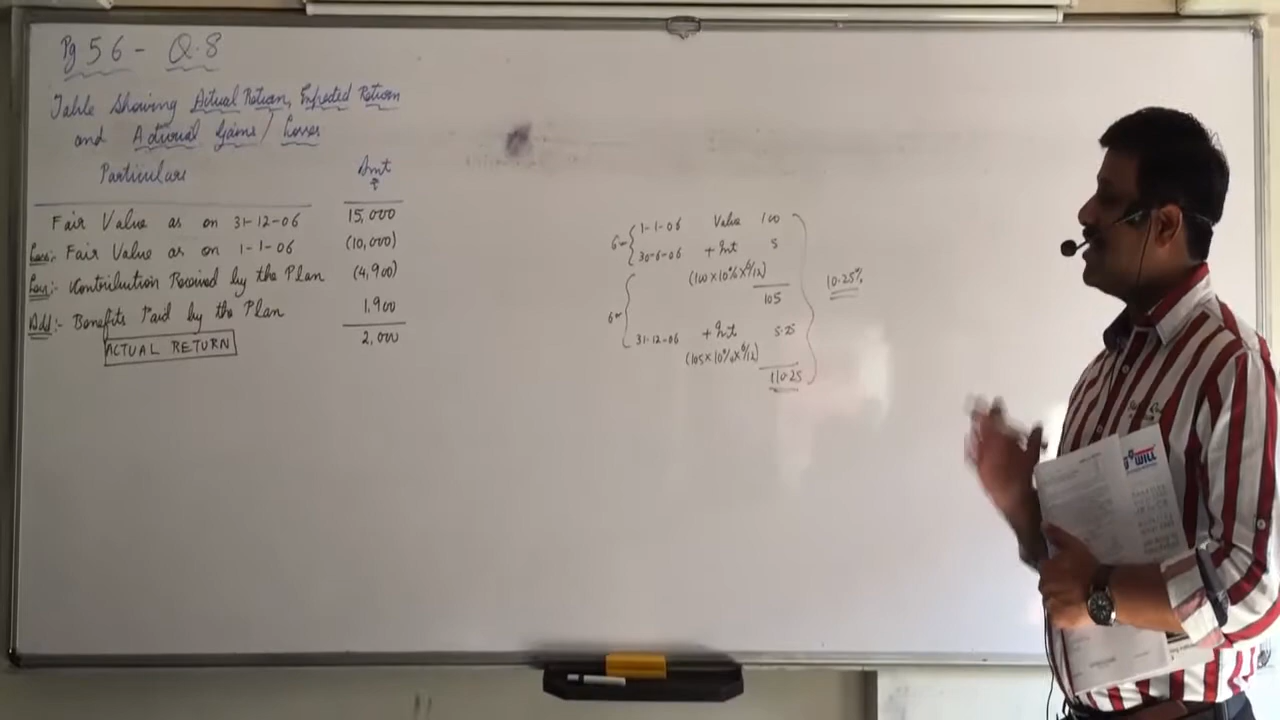 Pg 56 - Q.8
Table Showing Actual Return, Expected Return
and Acturial Gains / Losses
Particulars Amt ₹
Fair Value as on 31-12-06 15,000
Less:- Fair Value as on 1-1-06 (10,000)
Less:- Contribution Received by the Plan (4,900)
Add:- Benefits Paid by the Plan 1,900
ACTUAL RETURN 2,000
6m 1-1-06 Value 100
30-6-06 + Int 5
(100×10%×6/12)
105
6m 31-12-06 + Int 5.25
(105×10%×6/12)
110.25
10.25%
WILL